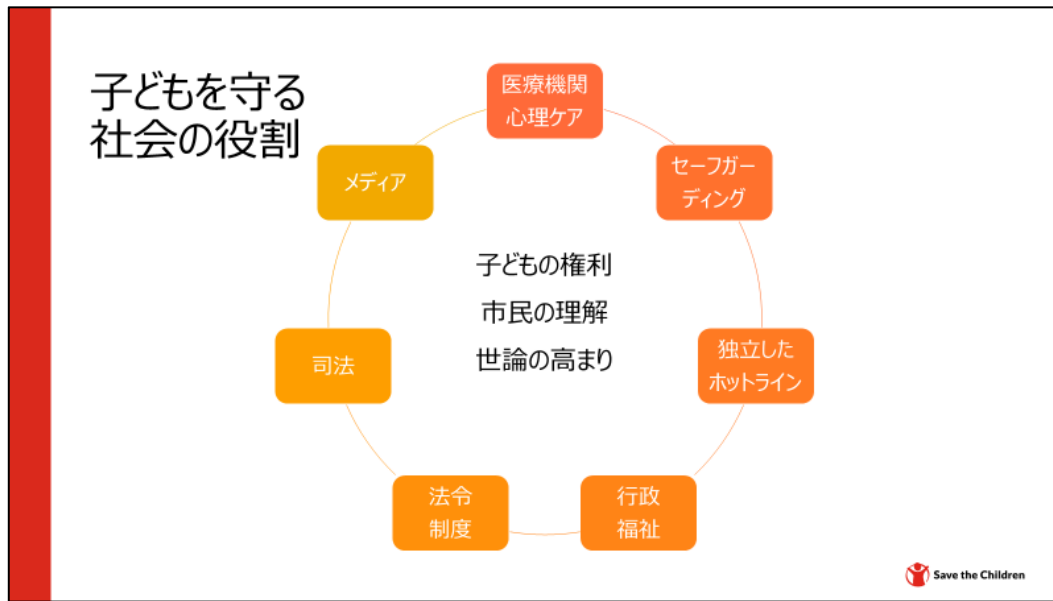 子どもを守る
社会の役割
医療機関
心理ケア
セーフガー
ディング
独立した
ホットライン
行政
福祉
法令
制度
司法
メディア
子どもの権利
市民の理解
世論の高まり
Save the Children